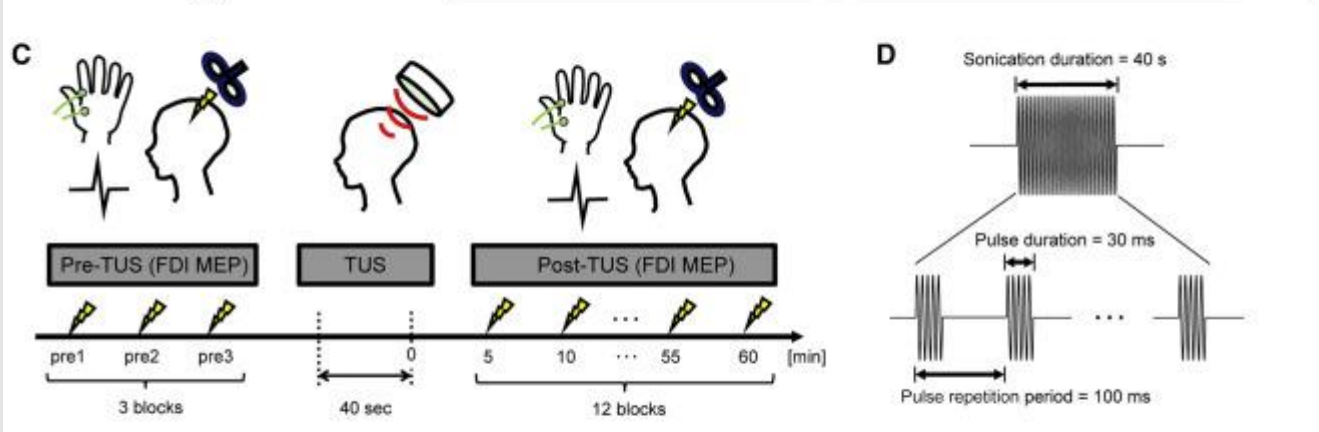 C
Pre-TUS (FDI MEP)
TUS
Post-TUS (FDI MEP)
pre1 pre2 pre3 0 5 10 ... 55 60 [min]
3 blocks
40 sec
12 blocks
D
Sonication duration = 40 s
Pulse duration = 30 ms
...
Pulse repetition period = 100 ms